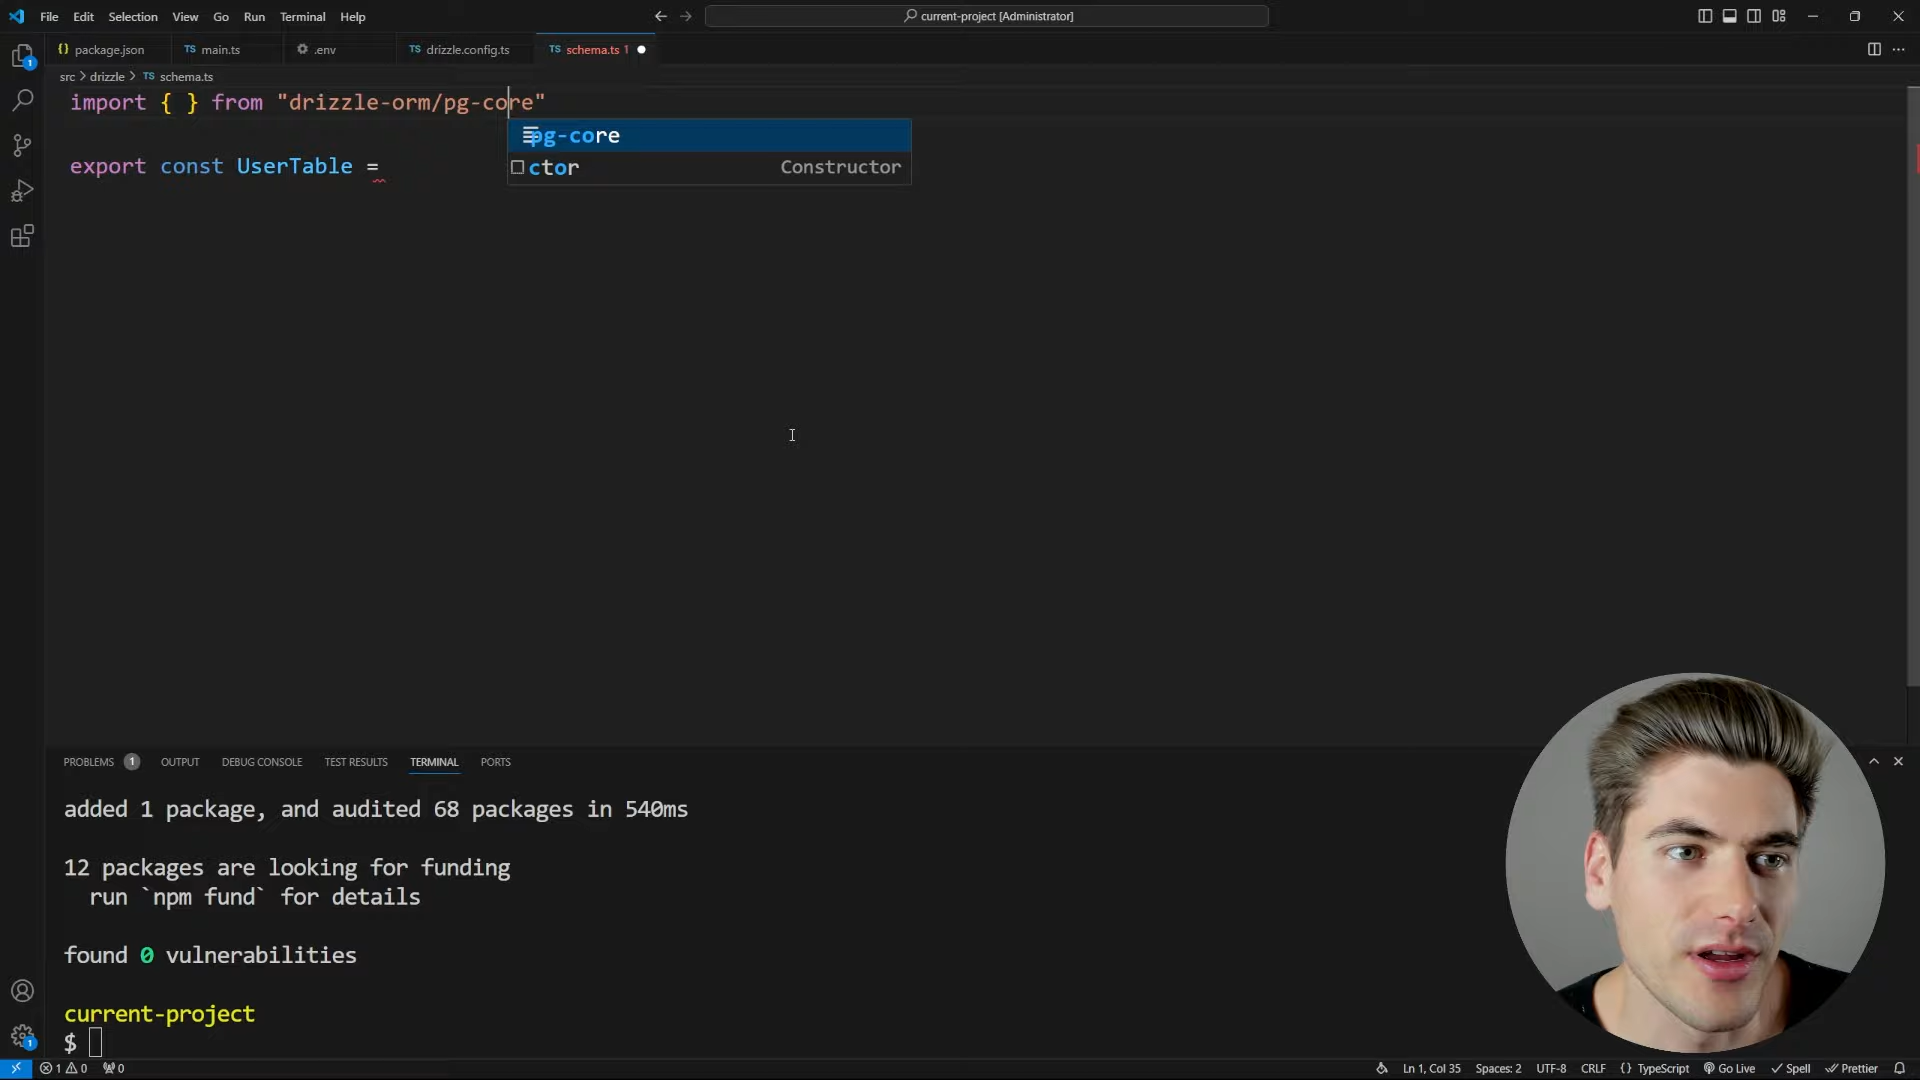 File Edit Selection View Go Run Terminal Help
current-project [Administrator]
package.json
main.ts
.env
drizzle.config.ts
schema.ts 1
src > drizzle > TS schema.ts
import { } from "drizzle-orm/pg-core"
pg-core
ctor Constructor
export const UserTable =
PROBLEMS 1 OUTPUT DEBUG CONSOLE TEST RESULTS TERMINAL PORTS
added 1 package, and audited 68 packages in 540ms
12 packages are looking for funding
run `npm fund` for details
found 0 vulnerabilities
current-project
$
1 0 0 Ln 1, Col 35 Spaces: 2 UTF-8 CRLF {} TypeScript Go Live Spell Prettier